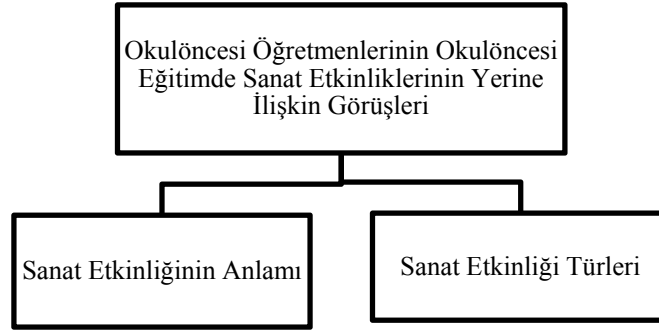 Okulöncesi Öğretmenlerinin Okulöncesi
Eğitimde Sanat Etkinliklerinin Yerine
İlişkin Görüşleri
Sanat Etkinliğinin Anlamı
Sanat Etkinliği Türleri